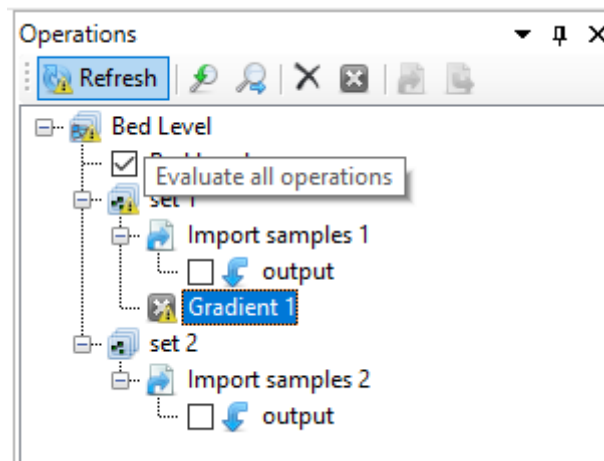 Operations
Refresh
Bed Level
Evaluate all operations
set 1
Import samples 1
output
Gradient 1
set 2
Import samples 2
output